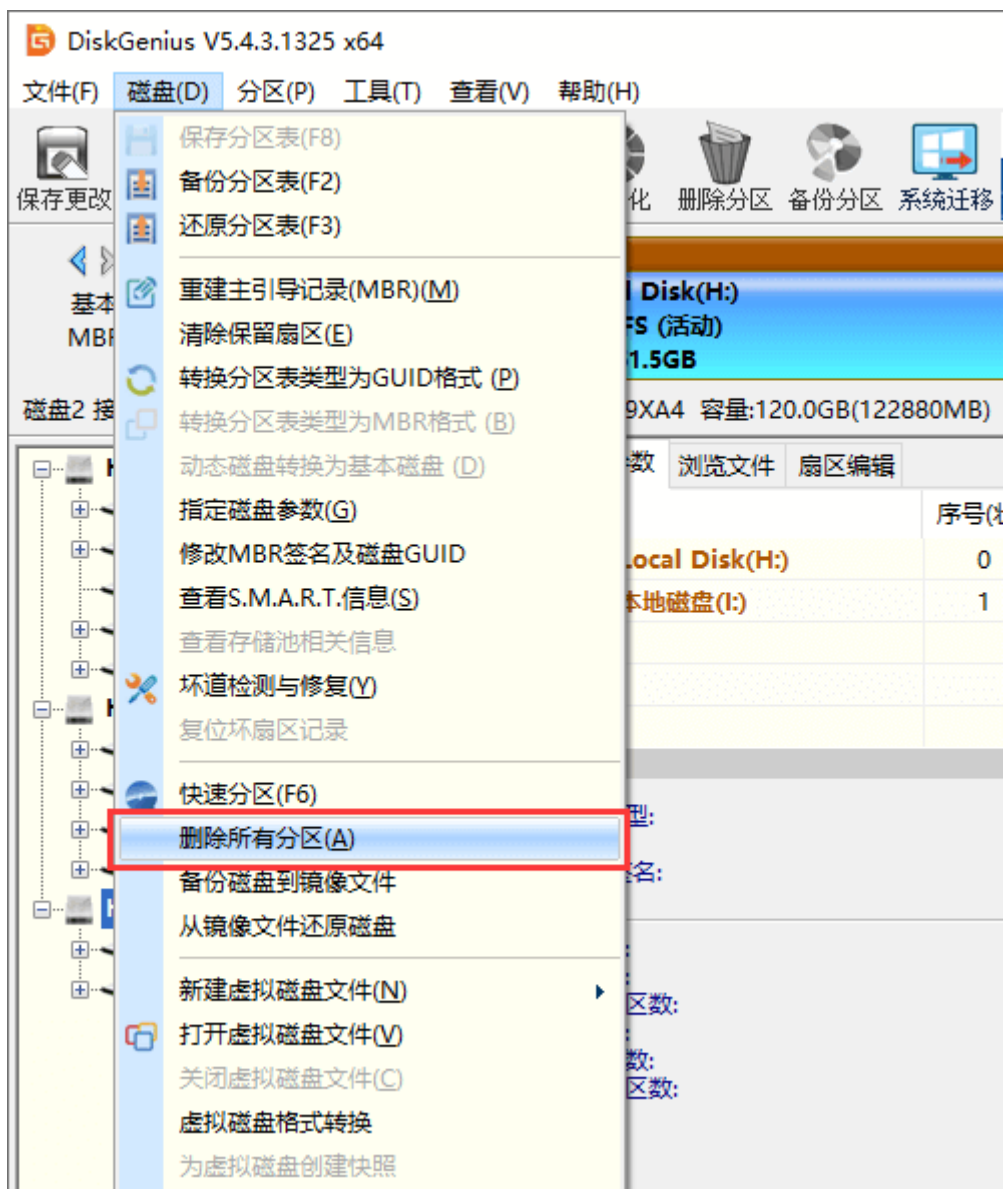 DiskGenius V5.4.3.1325 x64
文件(F) 磁盘(D) 分区(P) 工具(T) 查看(V) 帮助(H)
保存更改 化 删除分区 备份分区 系统迁移
保存分区表(F8)
备份分区表(F2)
还原分区表(F3)
重建主引导记录(MBR)(M)
清除保留扇区(E)
转换分区表类型为GUID格式 (P)
转换分区表类型为MBR格式 (B)
动态磁盘转换为基本磁盘 (D)
指定磁盘参数(G)
修改MBR签名及磁盘GUID
查看S.M.A.R.T.信息(S)
查看存储池相关信息
坏道检测与修复(Y)
复位坏扇区记录
快速分区(F6)
删除所有分区(A)
备份磁盘到镜像文件
从镜像文件还原磁盘
新建虚拟磁盘文件(N)
打开虚拟磁盘文件(V)
关闭虚拟磁盘文件(C)
虚拟磁盘格式转换
为虚拟磁盘创建快照
基本
MBR
磁盘2 接
Disk(H:)
FS (活动)
1.5GB
9XA4 容量:120.0GB(122880MB)
数 浏览文件 扇区编辑
序号(状
Local Disk(H:) 0
本地磁盘(I:) 1
型:
签名:
区数:
数:
区数: